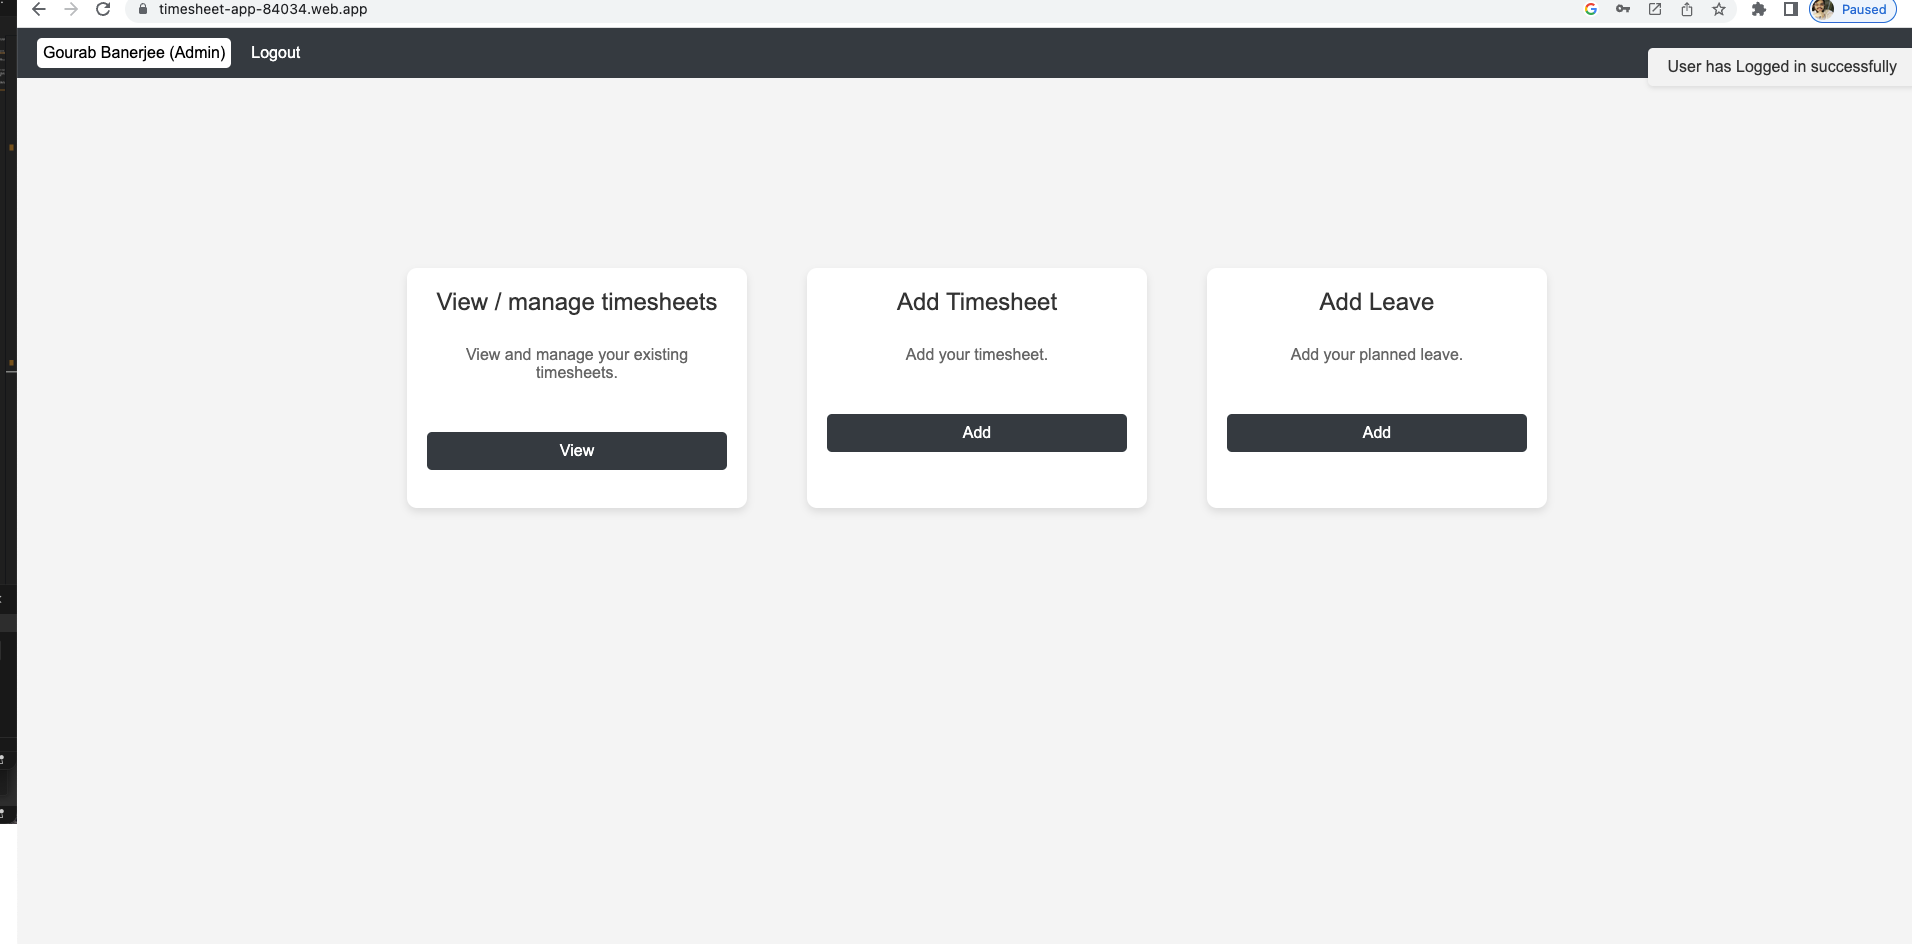 timesheet-app-84034.web.app
Paused
Gourab Banerjee (Admin)
Logout
User has Logged in successfully
View / manage timesheets
View and manage your existing
timesheets.
View
Add Timesheet
Add your timesheet.
Add
Add Leave
Add your planned leave.
Add